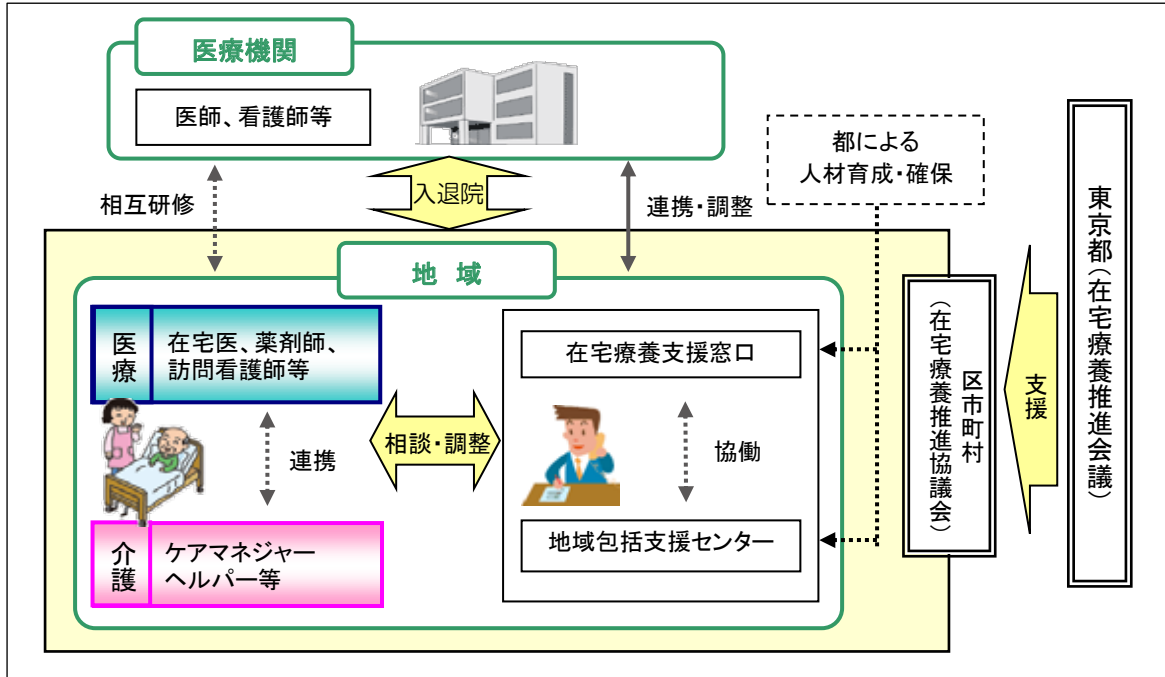 医療機関
医師、看護師等
都による
人材育成・確保
相互研修
入退院
連携・調整
地 域
医療
在宅医、薬剤師、
訪問看護師等
連携
介護
ケアマネジャー
ヘルパー等
相談・調整
在宅療養支援窓口
協働
地域包括支援センター
区市町村
（在宅療養推進協議会）
支援
東京都（在宅療養推進会議）